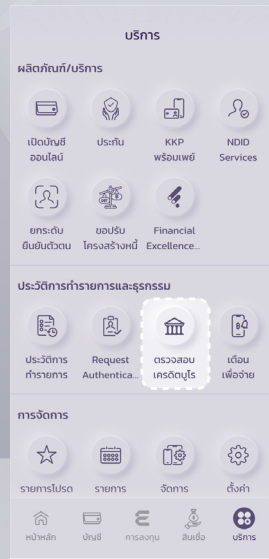 บริการ
ผลิตภัณฑ์/บริการ
เปิดบัญชี
ออนไลน์
ประกัน
KKP
พร้อมเพย์
NDID
Services
ยกระดับ
ยืนยันตัวตน
ขอปรับ
โครงสร้างหนี้
Financial
Excellence...
ประวัติการทำรายการและธุรกรรม
ประวัติการ
ทำรายการ
Request
Authentica...
ตรวจสอบ
เครดิตบูโร
เตือน
เพื่อจ่าย
การจัดการ
รายการโปรด
รายการ
จัดการ
ตั้งค่า
หน้าหลัก
บัญชี
การลงทุน
สินเชื่อ
บริการ